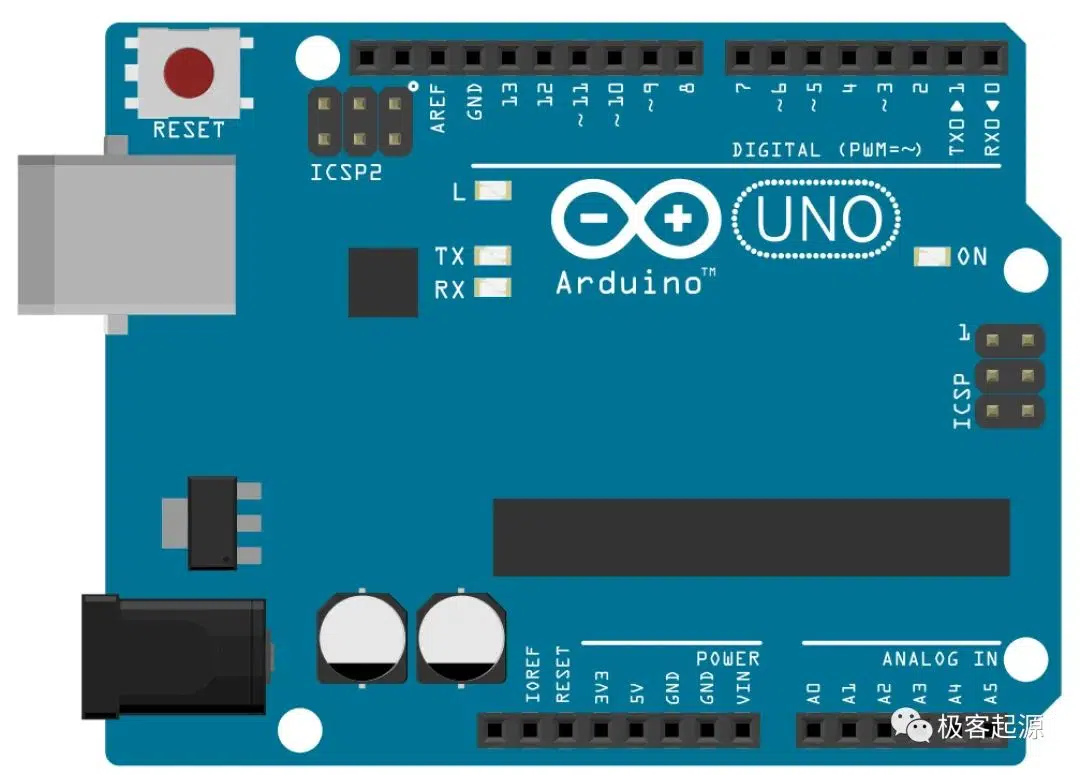 RESET
ICSP2
AREF
GND
13
12
~11
~10
~9
8
7
~6
~5
4
~3
2
TX0▶1
RX0◀0
DIGITAL (PWM=~)
L
TX
RX
UNO
Arduino™
ON
1
ICSP
POWER
IOREF
RESET
3V3
5V
GND
GND
VIN
ANALOG IN
A0
A1
A2
A3
A4
A5
极客起源